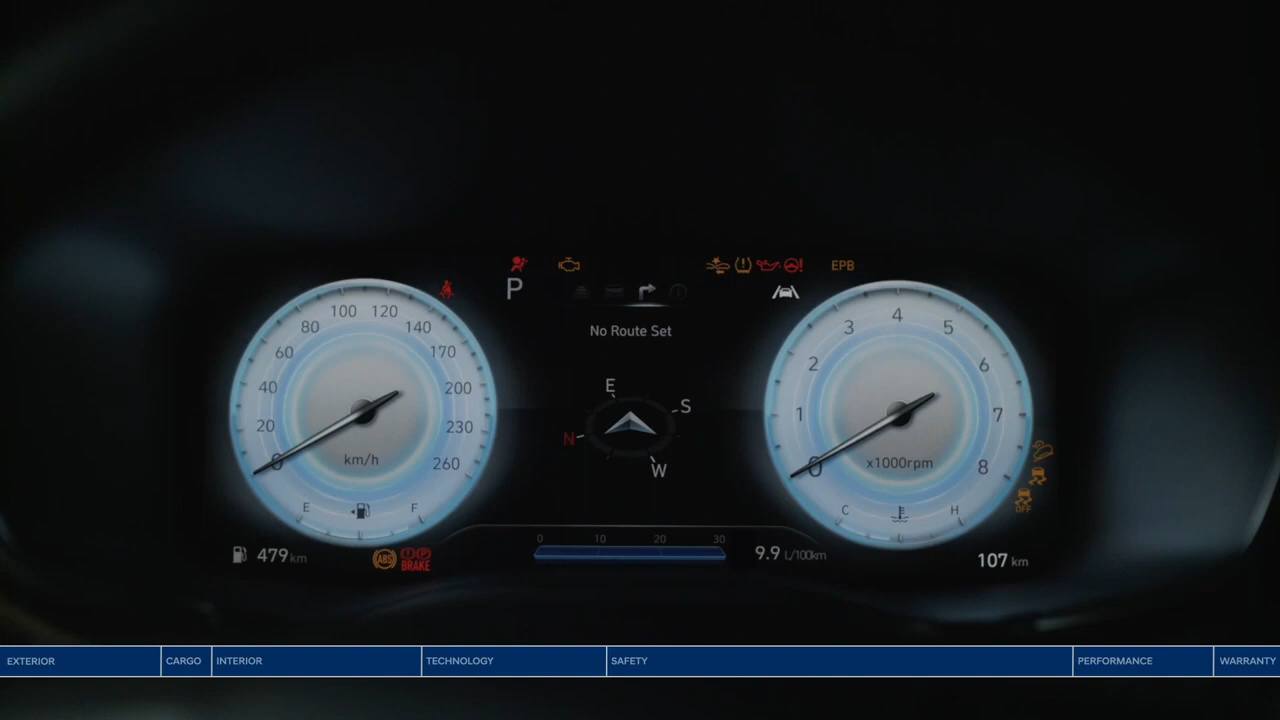 EPB
P
No Route Set
0
20
40
60
80
100
120
140
170
200
230
260
km/h
E
F
E
S
N
W
0
1
2
3
4
5
6
7
8
x1000rpm
C
H
OFF
479 km
ABS
BRAKE
0 10 20 30
9.9 L/100km
107 km
EXTERIOR
CARGO
INTERIOR
TECHNOLOGY
SAFETY
PERFORMANCE
WARRANTY